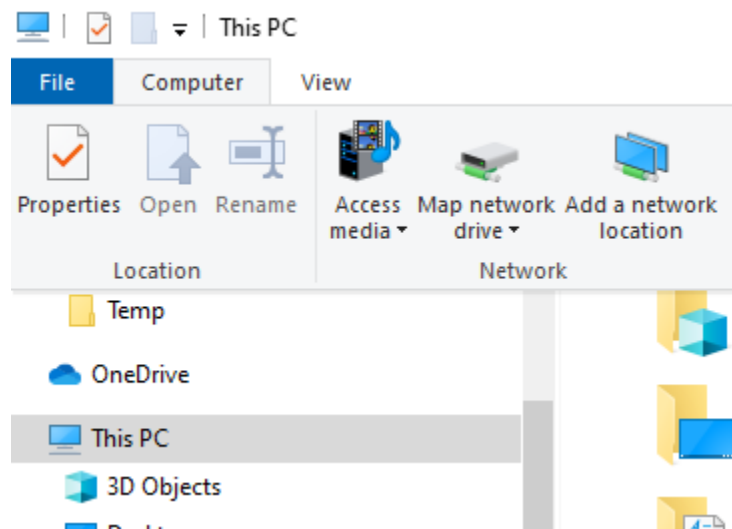 This PC
File Computer View
Properties Open Rename Access media Map network drive Add a network location
Location Network
Temp
OneDrive
This PC
3D Objects